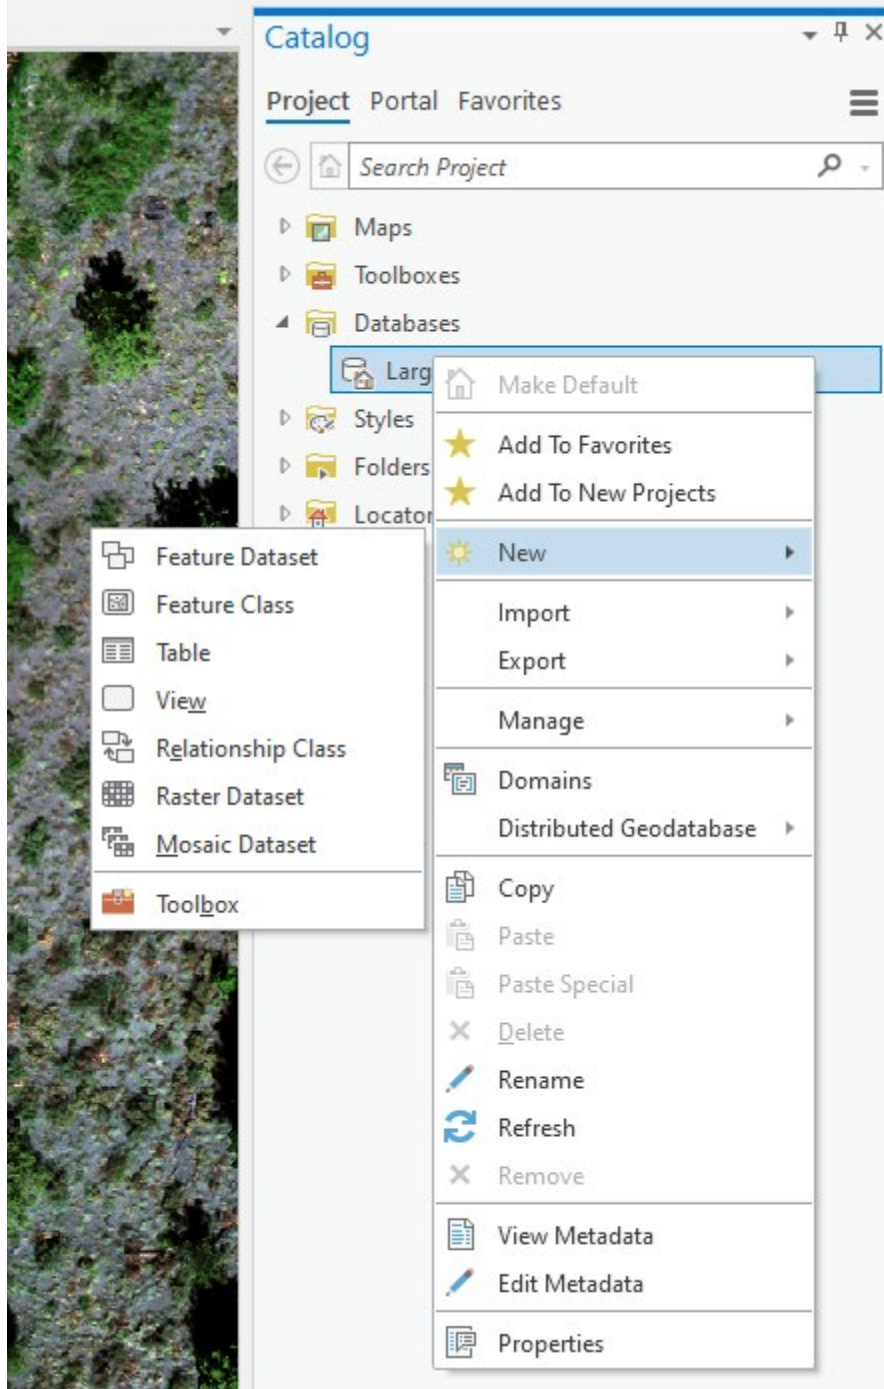 Catalog
Project Portal Favorites
Search Project
Maps
Toolboxes
Databases
Larg
Styles
Folders
Locator
Make Default
Add To Favorites
Add To New Projects
New
Import
Export
Manage
Domains
Distributed Geodatabase
Copy
Paste
Paste Special
Delete
Rename
Refresh
Remove
View Metadata
Edit Metadata
Properties
Feature Dataset
Feature Class
Table
View
Relationship Class
Raster Dataset
Mosaic Dataset
Toolbox